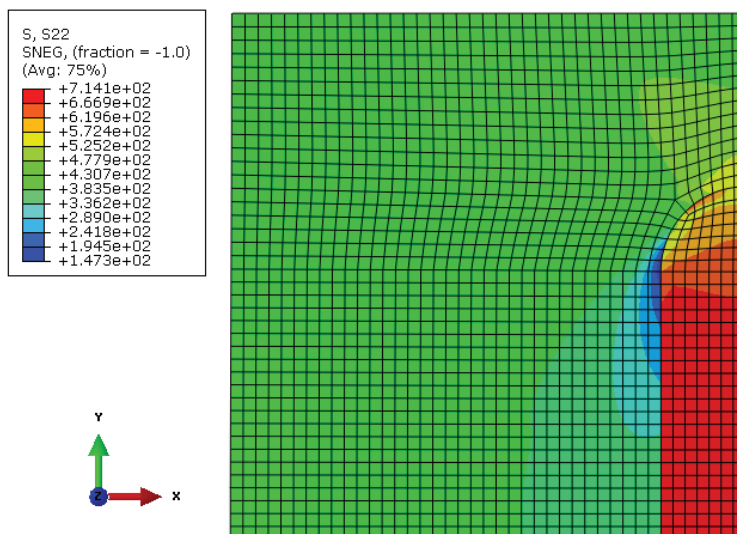 S, S22
SNEG, (fraction = -1.0)
(Avg: 75%)
+7.141e+02
+6.669e+02
+6.196e+02
+5.724e+02
+5.252e+02
+4.779e+02
+4.307e+02
+3.835e+02
+3.362e+02
+2.890e+02
+2.418e+02
+1.945e+02
+1.473e+02
Y
Z
X